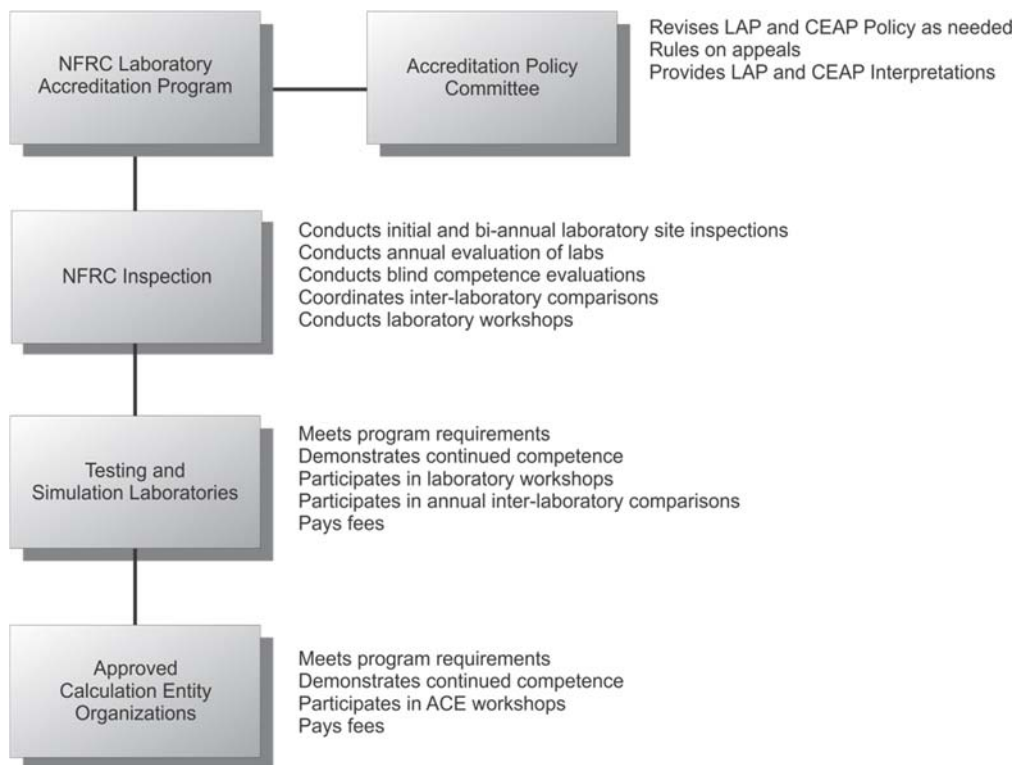 NFRC Laboratory
Accreditation Program
Accreditation Policy
Committee
Revises LAP and CEAP Policy as needed
Rules on appeals
Provides LAP and CEAP Interpretations
NFRC Inspection
Conducts initial and bi-annual laboratory site inspections
Conducts annual evaluation of labs
Conducts blind competence evaluations
Coordinates inter-laboratory comparisons
Conducts laboratory workshops
Testing and
Simulation Laboratories
Meets program requirements
Demonstrates continued competence
Participates in laboratory workshops
Participates in annual inter-laboratory comparisons
Pays fees
Approved
Calculation Entity
Organizations
Meets program requirements
Demonstrates continued competence
Participates in ACE workshops
Pays fees